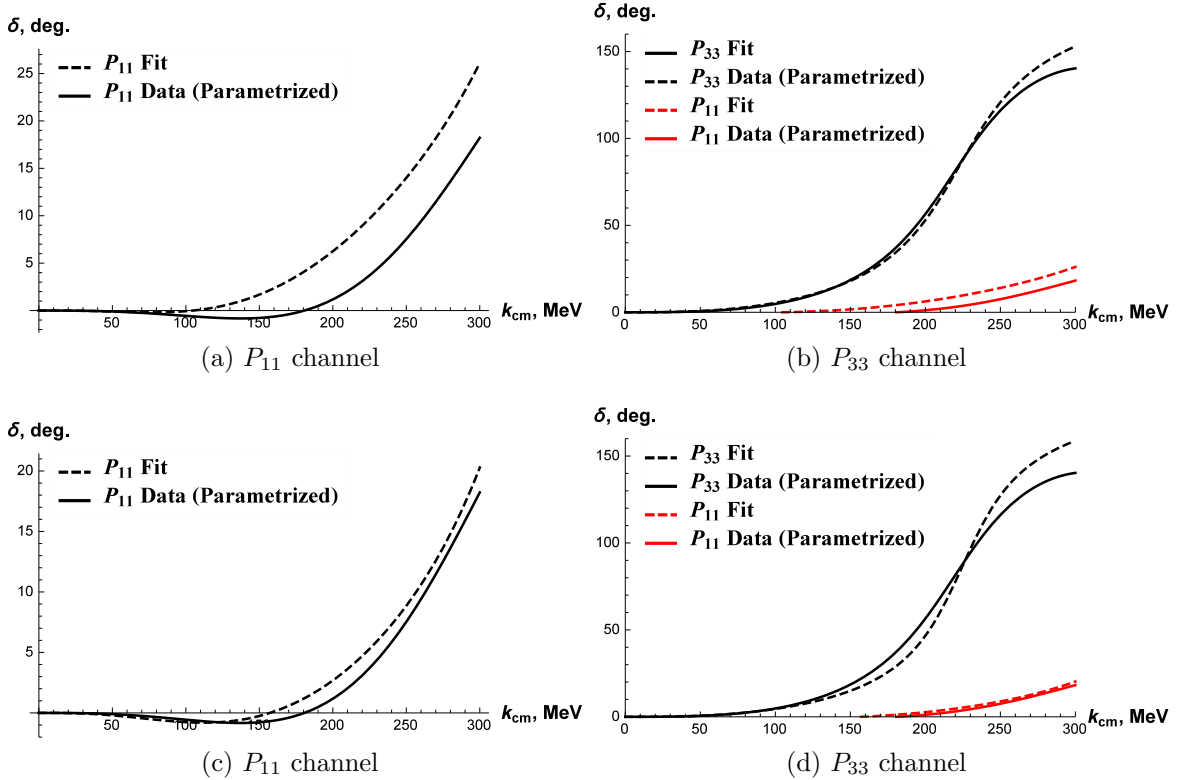 δ, deg.
P₁₁ Fit
P₁₁ Data (Parametrized)
25
20
15
10
5
50
100
150
200
250
300
k_cm, MeV
(a) P₁₁ channel
δ, deg.
P₃₃ Fit
P₃₃ Data (Parametrized)
P₁₁ Fit
P₁₁ Data (Parametrized)
150
100
50
0
0
50
100
150
200
250
300
k_cm, MeV
(b) P₃₃ channel
δ, deg.
P₁₁ Fit
P₁₁ Data (Parametrized)
20
15
10
5
50
100
150
200
250
300
k_cm, MeV
(c) P₁₁ channel
δ, deg.
P₃₃ Fit
P₃₃ Data (Parametrized)
P₁₁ Fit
P₁₁ Data (Parametrized)
150
100
50
0
0
50
100
150
200
250
300
k_cm, MeV
(d) P₃₃ channel